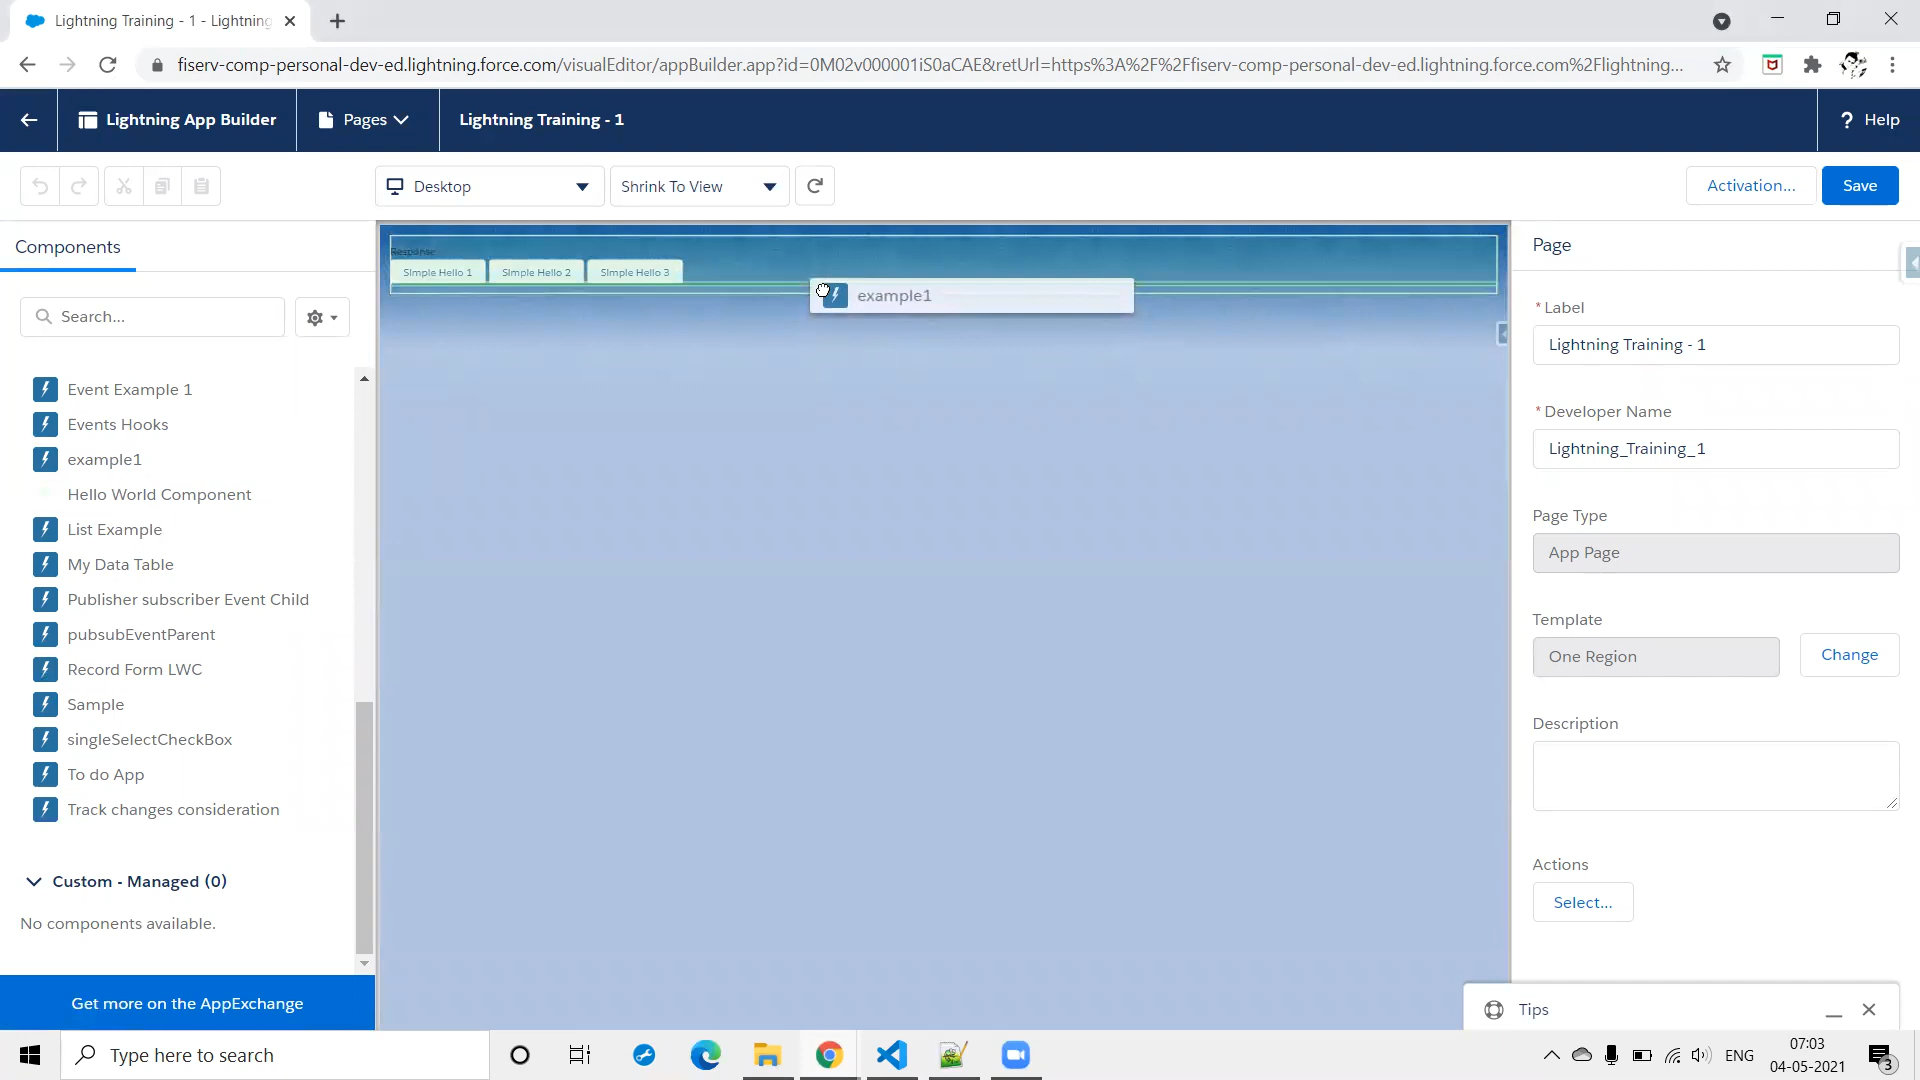 Lightning Training - 1 - Lightning
fiserv-comp-personal-dev-ed.lightning.force.com/visualEditor/appBuilder.app?id=0M02v000001iS0aCAE&retUrl=https%3A%2F%2Ffiserv-comp-personal-dev-ed.lightning.force.com%2Flightning...
Lightning App Builder
Pages
Lightning Training - 1
? Help
Desktop
Shrink To View
Activation...
Save
Components
Search...
Event Example 1
Events Hooks
example1
Hello World Component
List Example
My Data Table
Publisher subscriber Event Child
pubsubEventParent
Record Form LWC
Sample
singleSelectCheckBox
To do App
Track changes consideration
Custom - Managed (0)
No components available.
Get more on the AppExchange
Response
SImple Hello 1
SImple Hello 2
SImple Hello 3
example1
Page
* Label
Lightning Training - 1
* Developer Name
Lightning_Training_1
Page Type
App Page
Template
One Region
Change
Description
Actions
Select...
Tips
Type here to search
ENG
07:03
04-05-2021
3